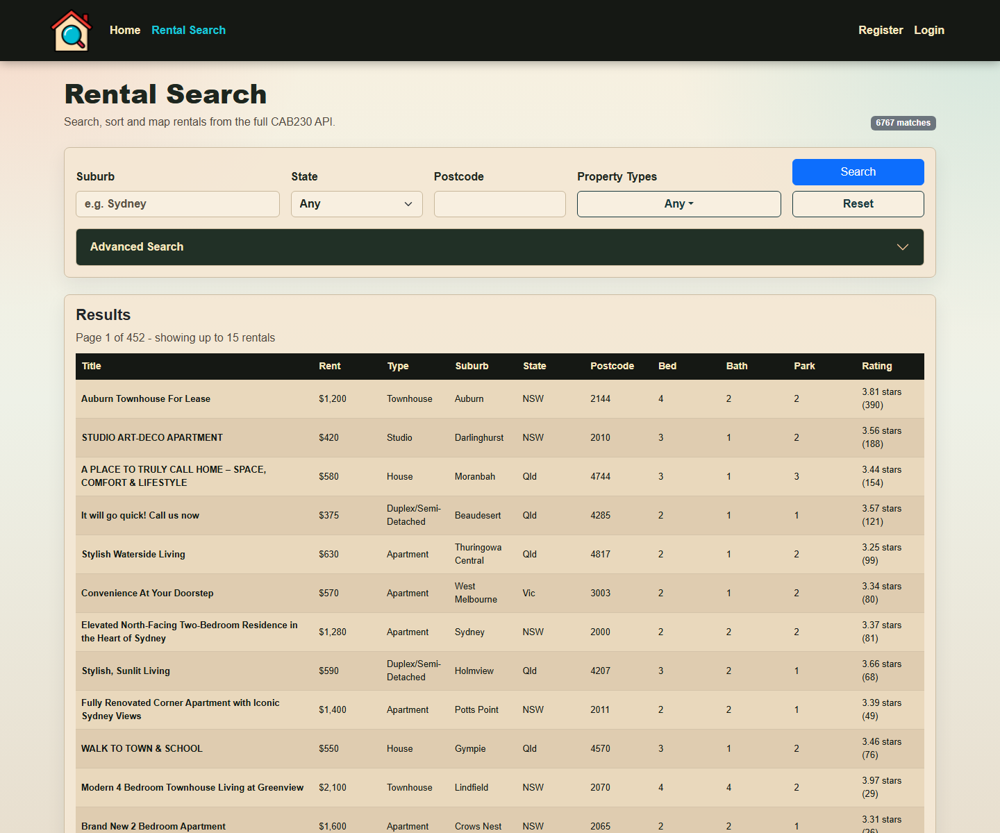 Home Rental Search Register Login
Rental Search
Search, sort and map rentals from the full CAB230 API.
6767 matches
Suburb State Postcode Property Types Search
e.g. Sydney Any Any Reset
Advanced Search
Results
Page 1 of 452 - showing up to 15 rentals
Title Rent Type Suburb State Postcode Bed Bath Park Rating
Auburn Townhouse For Lease $1,200 Townhouse Auburn NSW 2144 4 2 2 3.81 stars (390)
STUDIO ART-DECO APARTMENT $420 Studio Darlinghurst NSW 2010 3 1 2 3.56 stars (188)
A PLACE TO TRULY CALL HOME – SPACE, COMFORT & LIFESTYLE $580 House Moranbah Qld 4744 3 1 3 3.44 stars (154)
It will go quick! Call us now $375 Duplex/Semi-Detached Beaudesert Qld 4285 2 1 1 3.57 stars (121)
Stylish Waterside Living $630 Apartment Thuringowa Central Qld 4817 2 1 2 3.25 stars (99)
Convenience At Your Doorstep $570 Apartment West Melbourne Vic 3003 2 1 2 3.34 stars (80)
Elevated North-Facing Two-Bedroom Residence in the Heart of Sydney $1,280 Apartment Sydney NSW 2000 2 2 2 3.37 stars (81)
Stylish, Sunlit Living $590 Duplex/Semi-Detached Holmview Qld 4207 3 2 1 3.66 stars (68)
Fully Renovated Corner Apartment with Iconic Sydney Views $1,400 Apartment Potts Point NSW 2011 2 2 1 3.39 stars (49)
WALK TO TOWN & SCHOOL $550 House Gympie Qld 4570 3 1 2 3.46 stars (76)
Modern 4 Bedroom Townhouse Living at Greenview $2,100 Townhouse Lindfield NSW 2070 4 4 2 3.97 stars (29)
Brand New 2 Bedroom Apartment $1,600 Apartment Crows Nest NSW 2065 2 2 1 3.31 stars